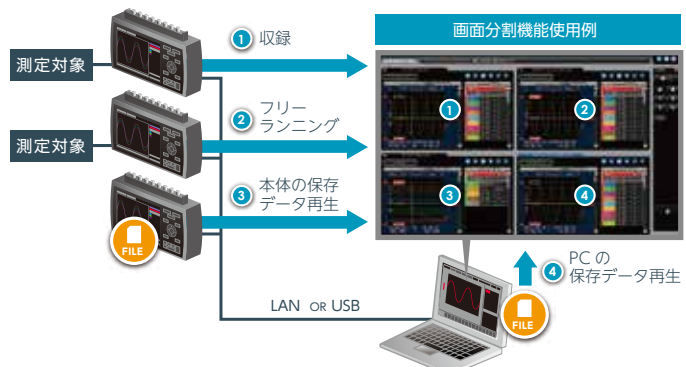 画面分割機能使用例
1 収録
測定対象
2 フリー
ランニング
測定対象
3 本体の保存
データ再生
FILE
1
2
3
4
4 PC の
保存データ再生
FILE
LAN OR USB